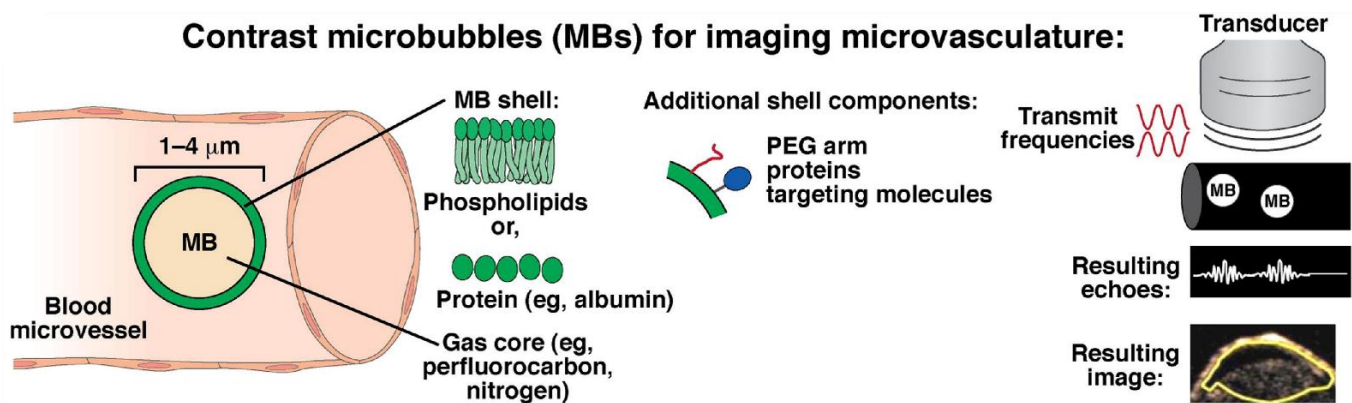 Contrast microbubbles (MBs) for imaging microvasculature:
1–4 μm
MB
Blood
microvessel
MB shell:
Phospholipids
or,
Protein (eg, albumin)
Gas core (eg,
perfluorocarbon,
nitrogen)
Additional shell components:
PEG arm
proteins
targeting molecules
Transducer
Transmit
frequencies
MB
MB
Resulting
echoes:
Resulting
image: